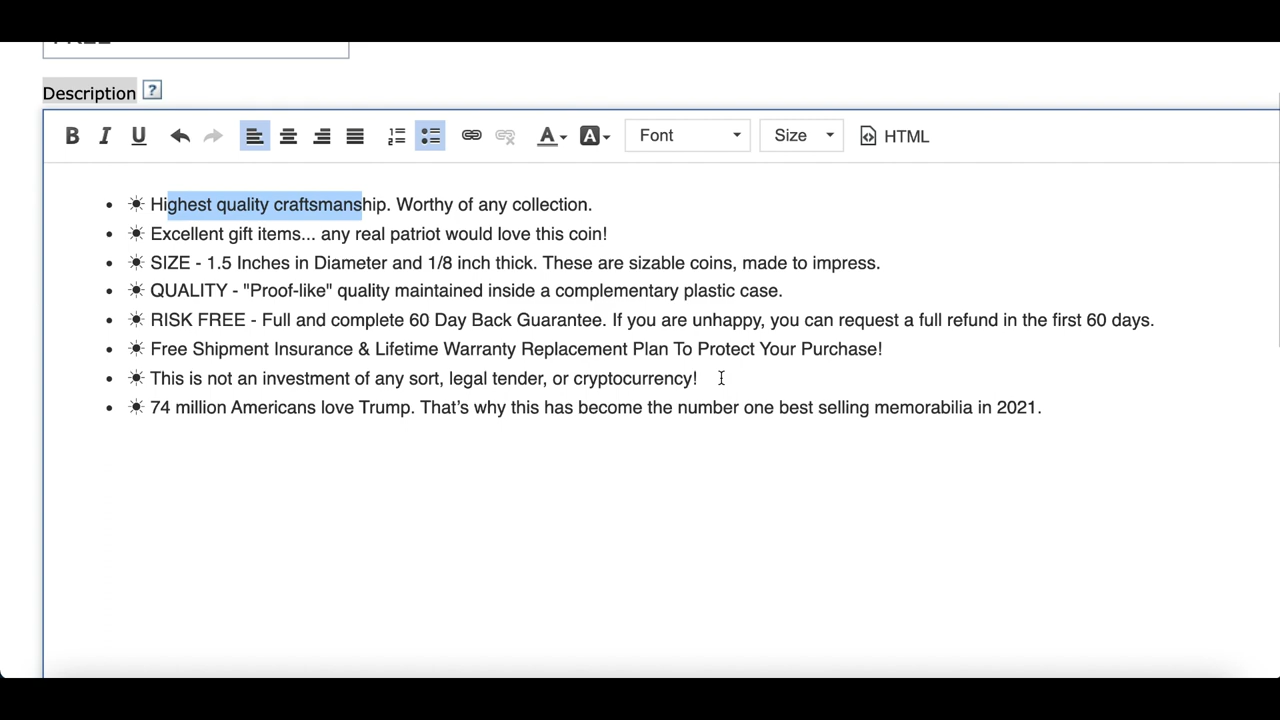 Description ?
B I U A A Font Size HTML
• ☀ Highest quality craftsmanship. Worthy of any collection.
• ☀ Excellent gift items... any real patriot would love this coin!
• ☀ SIZE - 1.5 Inches in Diameter and 1/8 inch thick. These are sizable coins, made to impress.
• ☀ QUALITY - "Proof-like" quality maintained inside a complementary plastic case.
• ☀ RISK FREE - Full and complete 60 Day Back Guarantee. If you are unhappy, you can request a full refund in the first 60 days.
• ☀ Free Shipment Insurance & Lifetime Warranty Replacement Plan To Protect Your Purchase!
• ☀ This is not an investment of any sort, legal tender, or cryptocurrency!
• ☀ 74 million Americans love Trump. That’s why this has become the number one best selling memorabilia in 2021.